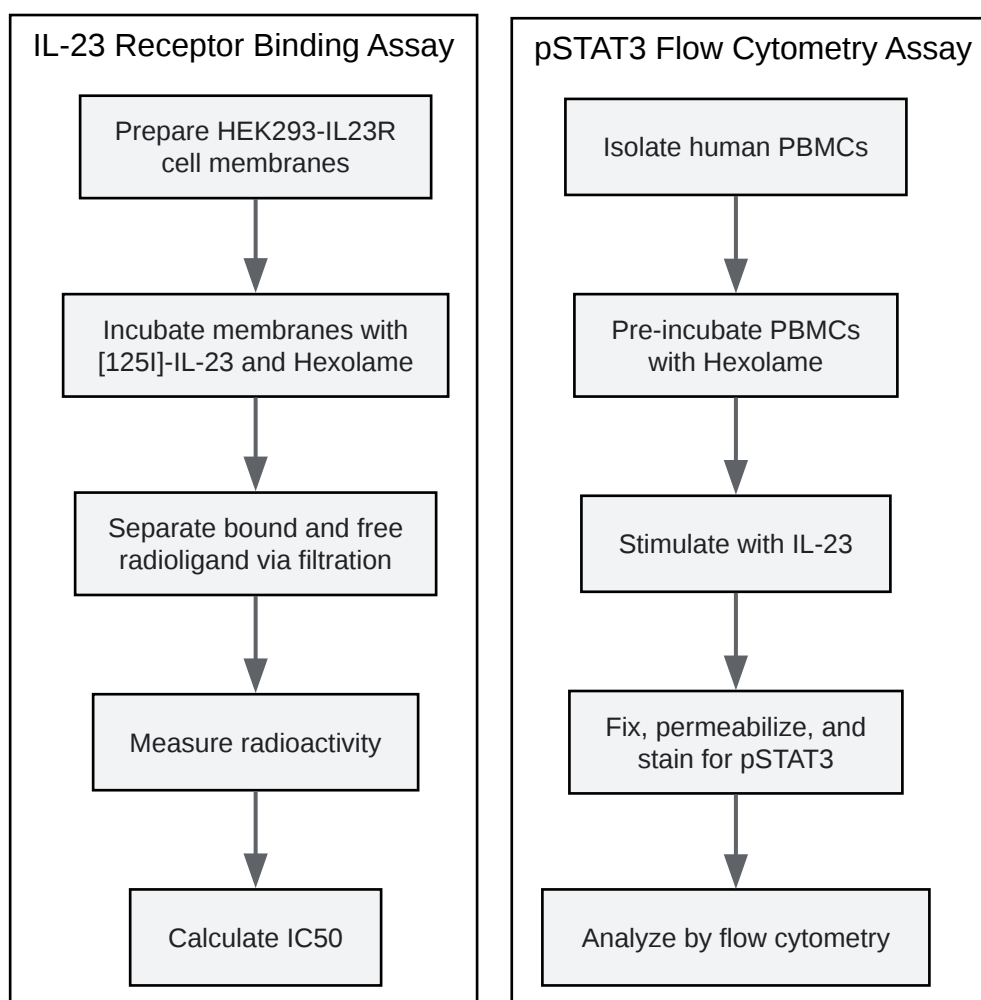 IL-23 Receptor Binding Assay
Prepare HEK293-IL23R
cell membranes
Incubate membranes with
[125I]-IL-23 and Hexolame
Separate bound and free
radioligand via filtration
Measure radioactivity
Calculate IC50
pSTAT3 Flow Cytometry Assay
Isolate human PBMCs
Pre-incubate PBMCs
with Hexolame
Stimulate with IL-23
Fix, permeabilize, and
stain for pSTAT3
Analyze by flow cytometry